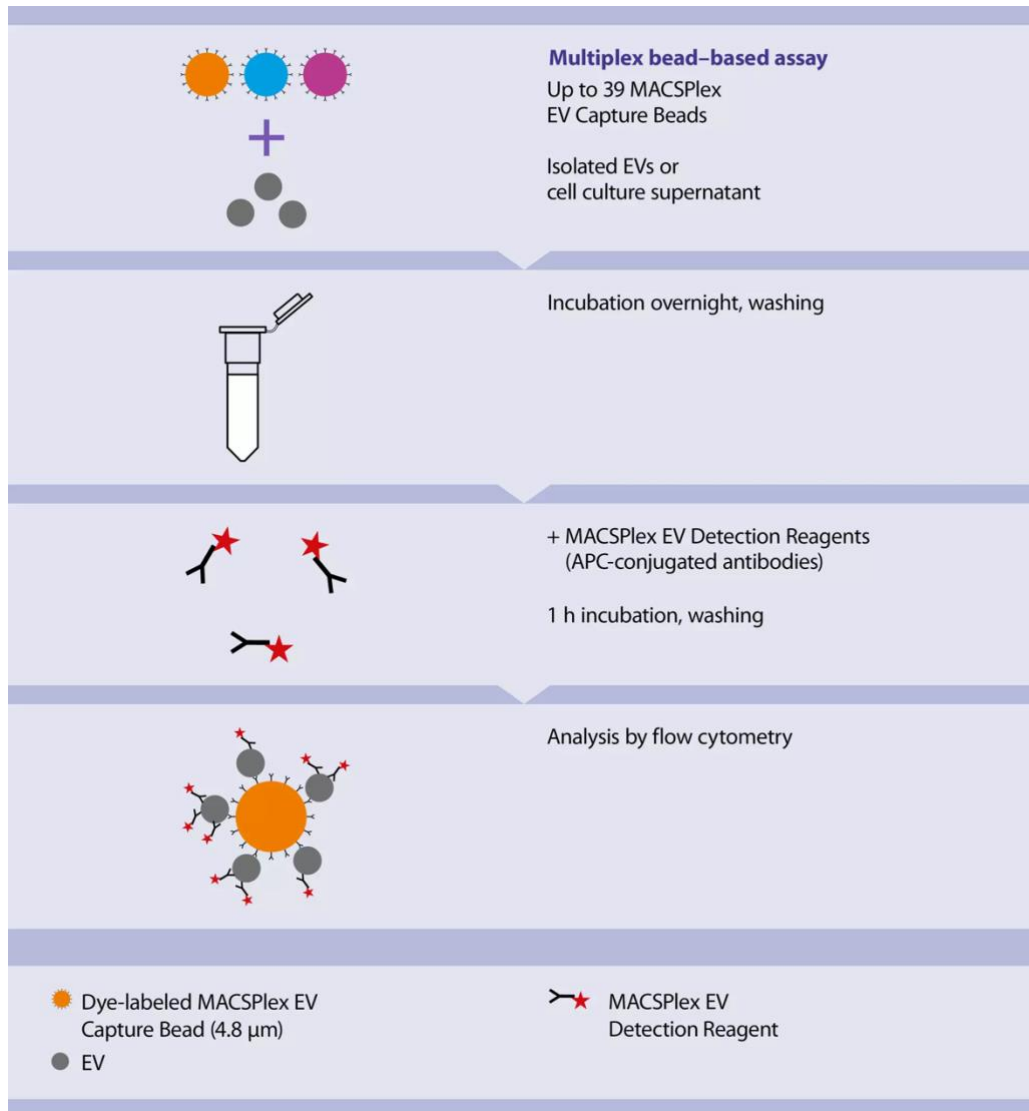 Multiplex bead–based assay
Up to 39 MACSPlex
EV Capture Beads
Isolated EVs or
cell culture supernatant
Incubation overnight, washing
+ MACSPlex EV Detection Reagents
(APC-conjugated antibodies)
1 h incubation, washing
Analysis by flow cytometry
Dye-labeled MACSPlex EV
Capture Bead (4.8 µm)
EV
MACSPlex EV
Detection Reagent